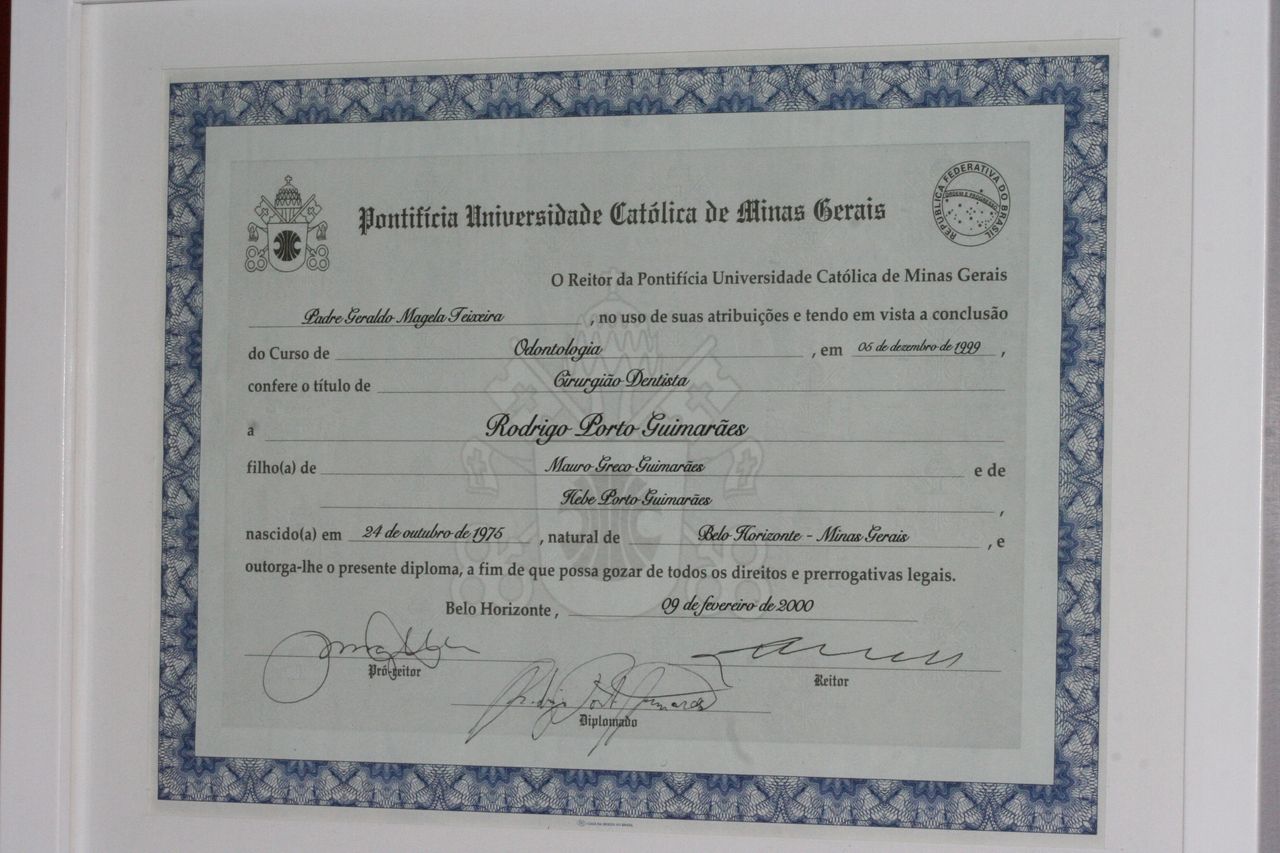 Pontifícia Universidade Católica de Minas Gerais
REPÚBLICA FEDERATIVA DO BRASIL
ORDEM E PROGRESSO
O Reitor da Pontifícia Universidade Católica de Minas Gerais
Padre Geraldo Magela Teixeira , no uso de suas atribuições e tendo em vista a conclusão
do Curso de Odontologia , em 05 de dezembro de 1999 ,
confere o título de Cirurgião Dentista
a Rodrigo Porto Guimarães
filho(a) de Mauro Greco Guimarães e de
Hebe Porto Guimarães ,
nascido(a) em 24 de outubro de 1975 , natural de Belo Horizonte - Minas Gerais , e
outorga-lhe o presente diploma, a fim de que possa gozar de todos os direitos e prerrogativas legais.
Belo Horizonte , 09 de fevereiro de 2000
Pró-reitor
Reitor
Rodrigo Porto Guimarães
Diplomado